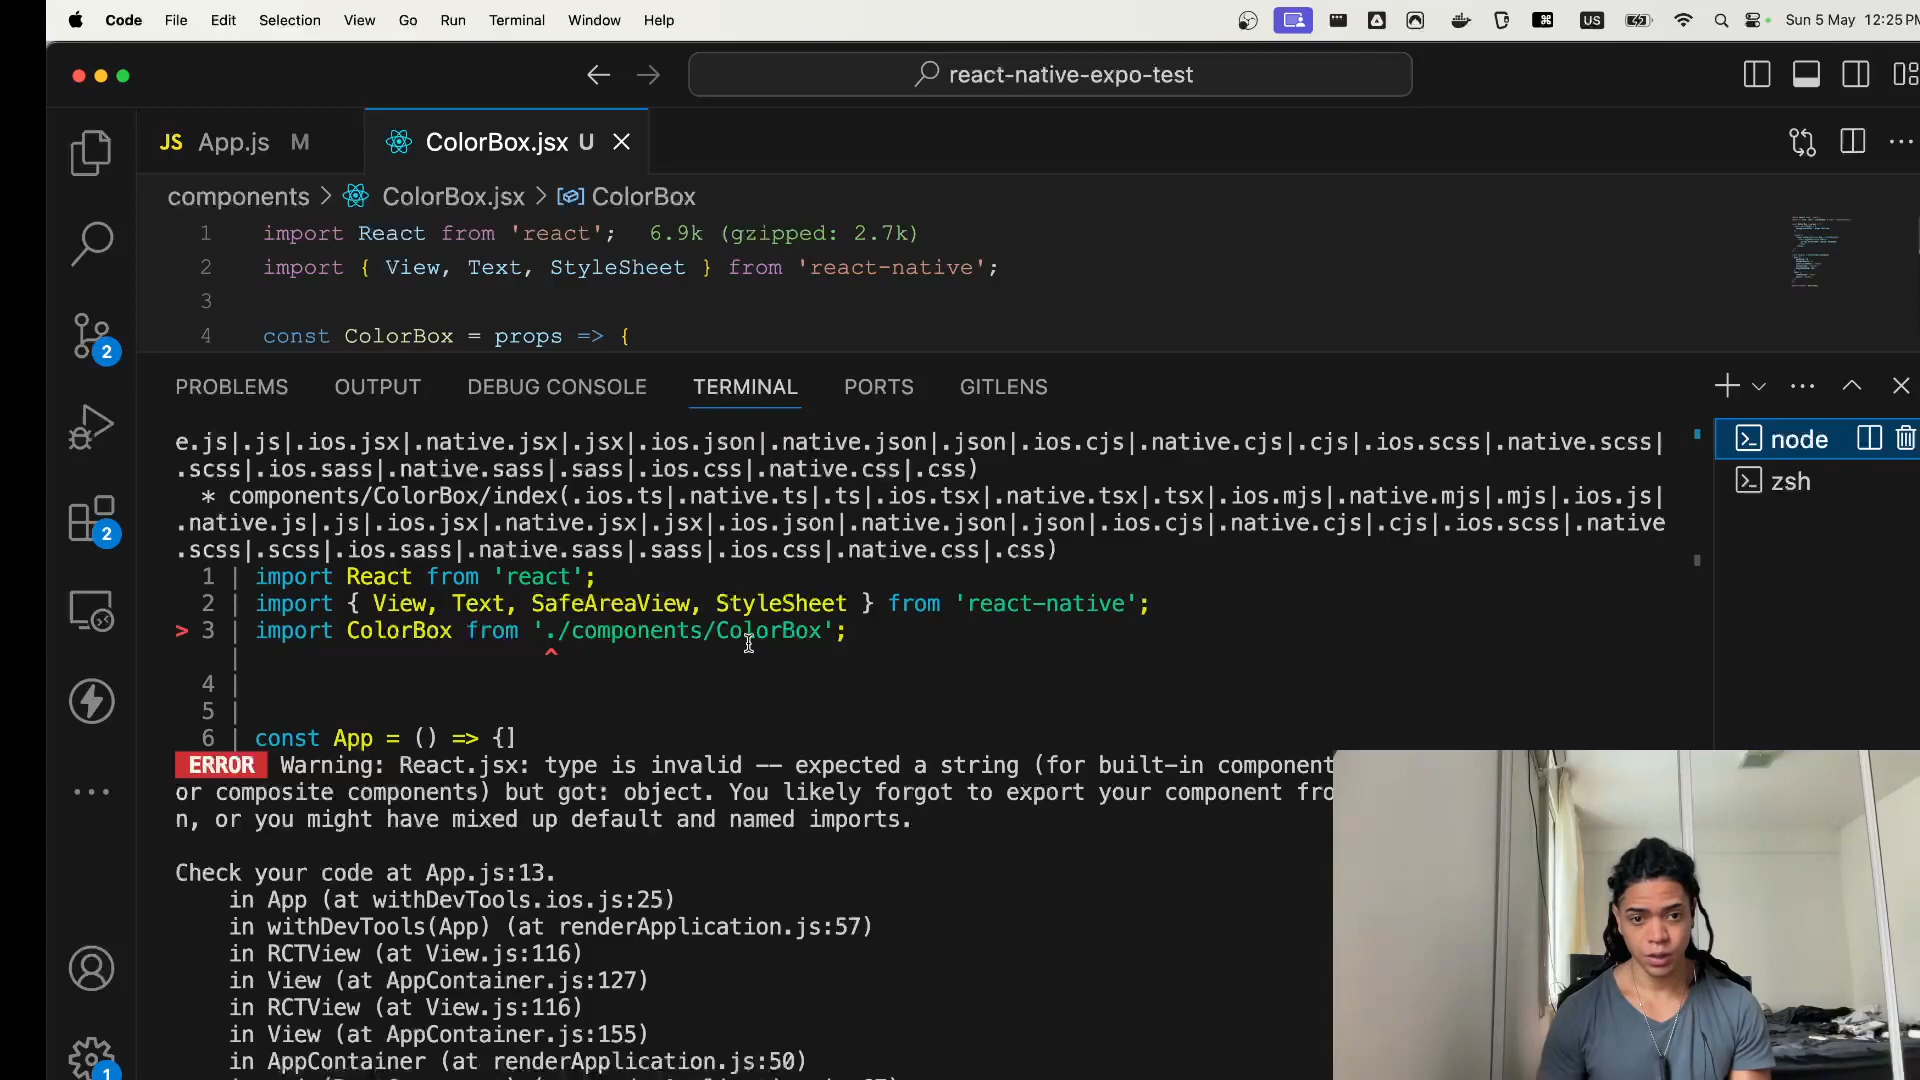 Code File Edit Selection View Go Run Terminal Window Help US Sun 5 May 12:25PM
react-native-expo-test
JS App.js M ColorBox.jsx U
components > ColorBox.jsx > ColorBox
1 import React from 'react'; 6.9k (gzipped: 2.7k)
2 import { View, Text, StyleSheet } from 'react-native';
3
4 const ColorBox = props => {
2
2
1
PROBLEMS OUTPUT DEBUG CONSOLE TERMINAL PORTS GITLENS
node
zsh
e.js|.js|.ios.jsx|.native.jsx|.jsx|.ios.json|.native.json|.json|.ios.cjs|.native.cjs|.cjs|.ios.scss|.native.scss|
.scss|.ios.sass|.native.sass|.sass|.ios.css|.native.css|.css)
* components/ColorBox/index(.ios.ts|.native.ts|.ts|.ios.tsx|.native.tsx|.tsx|.ios.mjs|.native.mjs|.mjs|.ios.js|
.native.js|.js|.ios.jsx|.native.jsx|.jsx|.ios.json|.native.json|.json|.ios.cjs|.native.cjs|.cjs|.ios.scss|.native
.scss|.scss|.ios.sass|.native.sass|.sass|.ios.css|.native.css|.css)
1 | import React from 'react';
2 | import { View, Text, SafeAreaView, StyleSheet } from 'react-native';
> 3 | import ColorBox from './components/ColorBox';
| ^
4 |
5 |
6 | const App = () => {]
ERROR Warning: React.jsx: type is invalid -- expected a string (for built-in component
or composite components) but got: object. You likely forgot to export your component fro
n, or you might have mixed up default and named imports.
Check your code at App.js:13.
in App (at withDevTools.ios.js:25)
in withDevTools(App) (at renderApplication.js:57)
in RCTView (at View.js:116)
in View (at AppContainer.js:127)
in RCTView (at View.js:116)
in View (at AppContainer.js:155)
in AppContainer (at renderApplication.js:50)